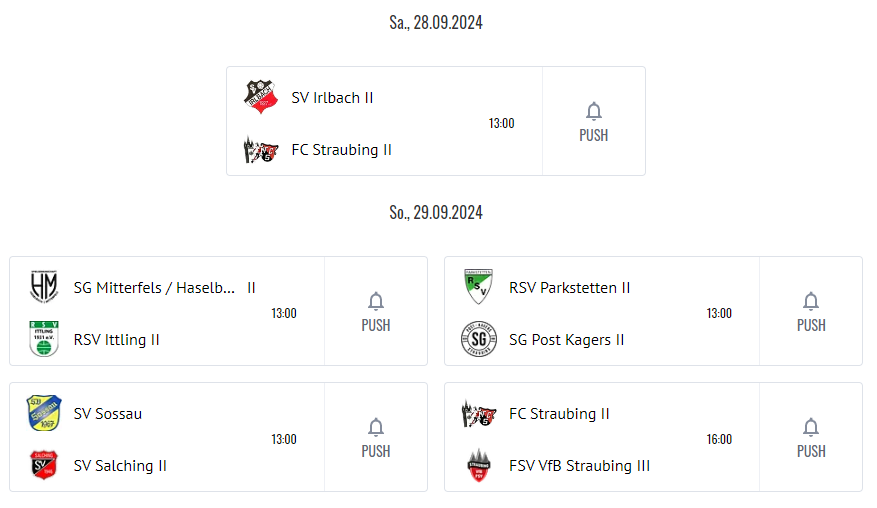 Sa., 28.09.2024
SV Irlbach II
13:00
FC Straubing II
PUSH
So., 29.09.2024
SG Mitterfels / Haselb... II
13:00
RSV Ittling II
PUSH
RSV Parkstetten II
13:00
SG Post Kagers II
PUSH
SV Sossau
13:00
SV Salching II
PUSH
FC Straubing II
16:00
FSV VfB Straubing III
PUSH